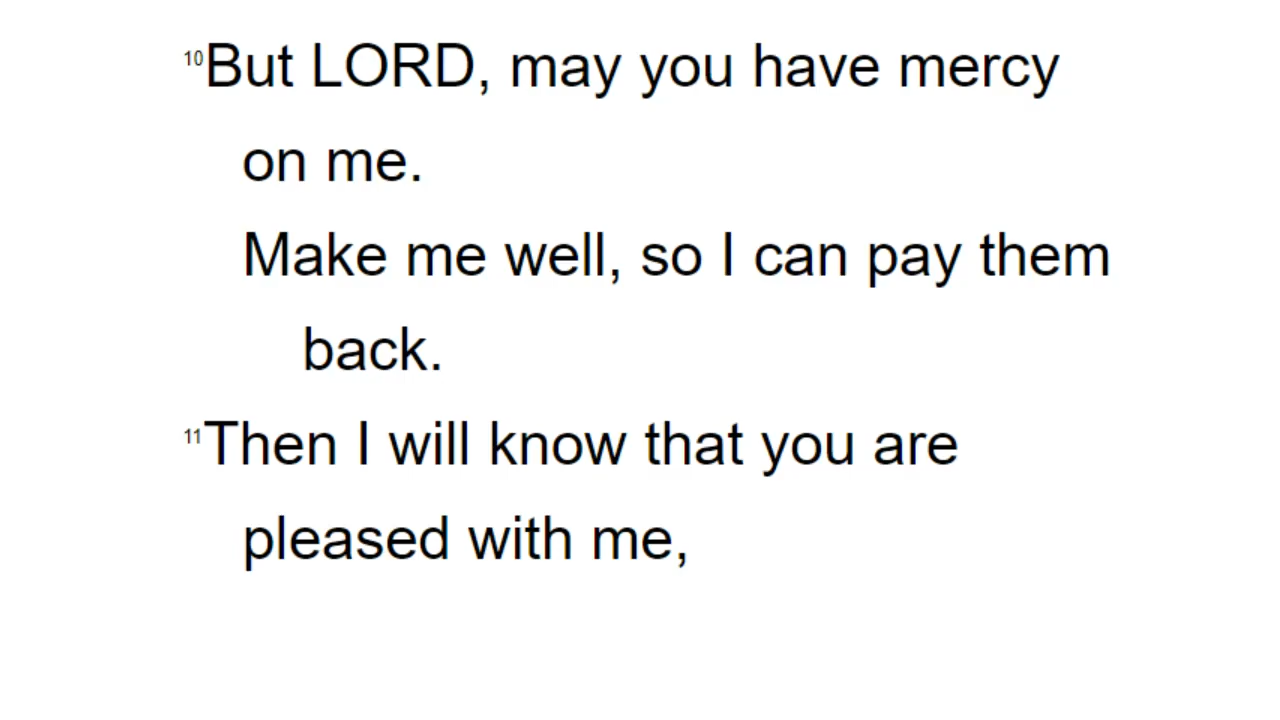 10But LORD, may you have mercy
on me.
Make me well, so I can pay them
back.
11Then I will know that you are
pleased with me,